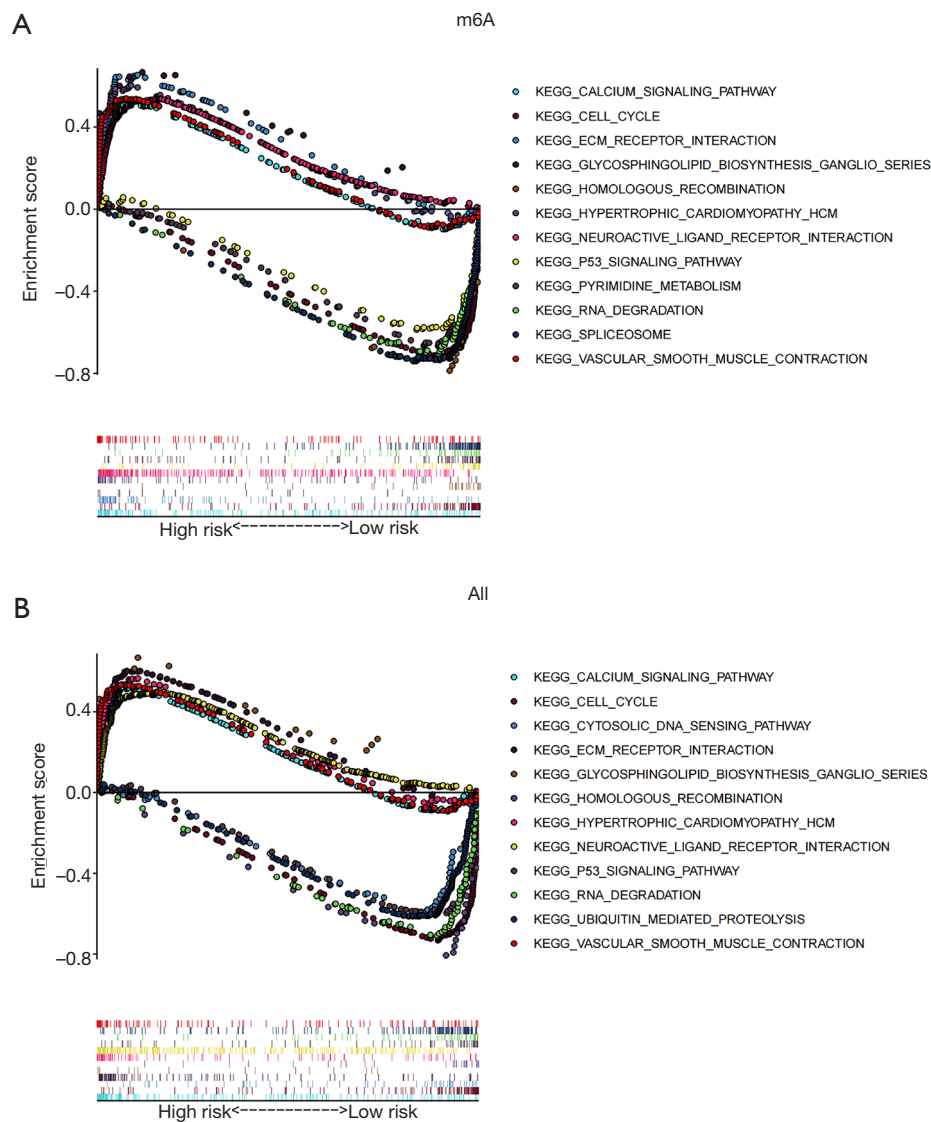 A
m6A
0.4
0.0
–0.4
–0.8
Enrichment score
KEGG_CALCIUM_SIGNALING_PATHWAY
KEGG_CELL_CYCLE
KEGG_ECM_RECEPTOR_INTERACTION
KEGG_GLYCOSPHINGOLIPID_BIOSYNTHESIS_GANGLIO_SERIES
KEGG_HOMOLOGOUS_RECOMBINATION
KEGG_HYPERTROPHIC_CARDIOMYOPATHY_HCM
KEGG_NEUROACTIVE_LIGAND_RECEPTOR_INTERACTION
KEGG_P53_SIGNALING_PATHWAY
KEGG_PYRIMIDINE_METABOLISM
KEGG_RNA_DEGRADATION
KEGG_SPLICEOSOME
KEGG_VASCULAR_SMOOTH_MUSCLE_CONTRACTION
High risk<----------->Low risk
B
All
0.4
0.0
–0.4
–0.8
Enrichment score
KEGG_CALCIUM_SIGNALING_PATHWAY
KEGG_CELL_CYCLE
KEGG_CYTOSOLIC_DNA_SENSING_PATHWAY
KEGG_ECM_RECEPTOR_INTERACTION
KEGG_GLYCOSPHINGOLIPID_BIOSYNTHESIS_GANGLIO_SERIES
KEGG_HOMOLOGOUS_RECOMBINATION
KEGG_HYPERTROPHIC_CARDIOMYOPATHY_HCM
KEGG_NEUROACTIVE_LIGAND_RECEPTOR_INTERACTION
KEGG_P53_SIGNALING_PATHWAY
KEGG_RNA_DEGRADATION
KEGG_UBIQUITIN_MEDIATED_PROTEOLYSIS
KEGG_VASCULAR_SMOOTH_MUSCLE_CONTRACTION
High risk<----------->Low risk